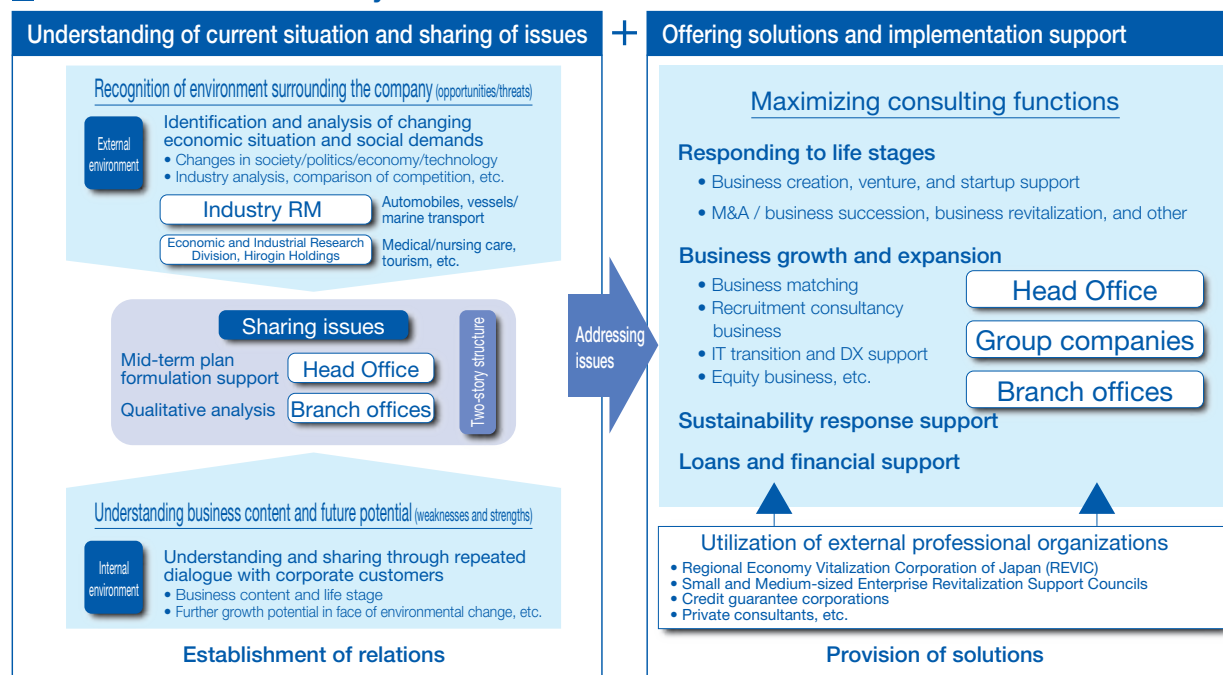 Understanding of current situation and sharing of issues
Recognition of environment surrounding the company (opportunities/threats)
External
environment
Identification and analysis of changing
economic situation and social demands
• Changes in society/politics/economy/technology
• Industry analysis, comparison of competition, etc.
Industry RM
Automobiles, vessels/
marine transport
Economic and Industrial Research
Division, Hirogin Holdings
Medical/nursing care,
tourism, etc.
Sharing issues
Mid-term plan
formulation support
Head Office
Qualitative analysis
Branch offices
Two-story structure
Understanding business content and future potential (weaknesses and strengths)
Internal
environment
Understanding and sharing through repeated
dialogue with corporate customers
• Business content and life stage
• Further growth potential in face of environmental change, etc.
Establishment of relations
+
Addressing
issues
Offering solutions and implementation support
Maximizing consulting functions
Responding to life stages
• Business creation, venture, and startup support
• M&A / business succession, business revitalization, and other
Business growth and expansion
• Business matching
• Recruitment consultancy
business
• IT transition and DX support
• Equity business, etc.
Head Office
Group companies
Branch offices
Sustainability response support
Loans and financial support
Utilization of external professional organizations
• Regional Economy Vitalization Corporation of Japan (REVIC)
• Small and Medium-sized Enterprise Revitalization Support Councils
• Credit guarantee corporations
• Private consultants, etc.
Provision of solutions